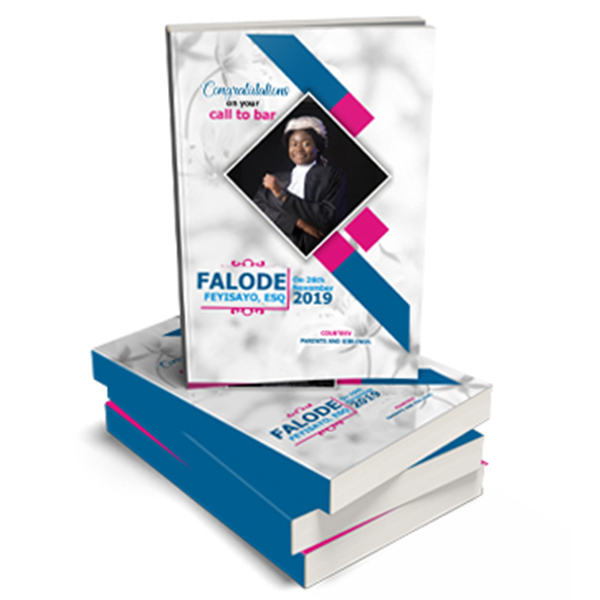 Congratulations
on your
call to bar
FALODE
FEYISAYO, ESQ
On 26th
November
2019
COURTESY
PARENTS AND SIBLINGS.
FALODE
FEYISAYO, ESQ
2019